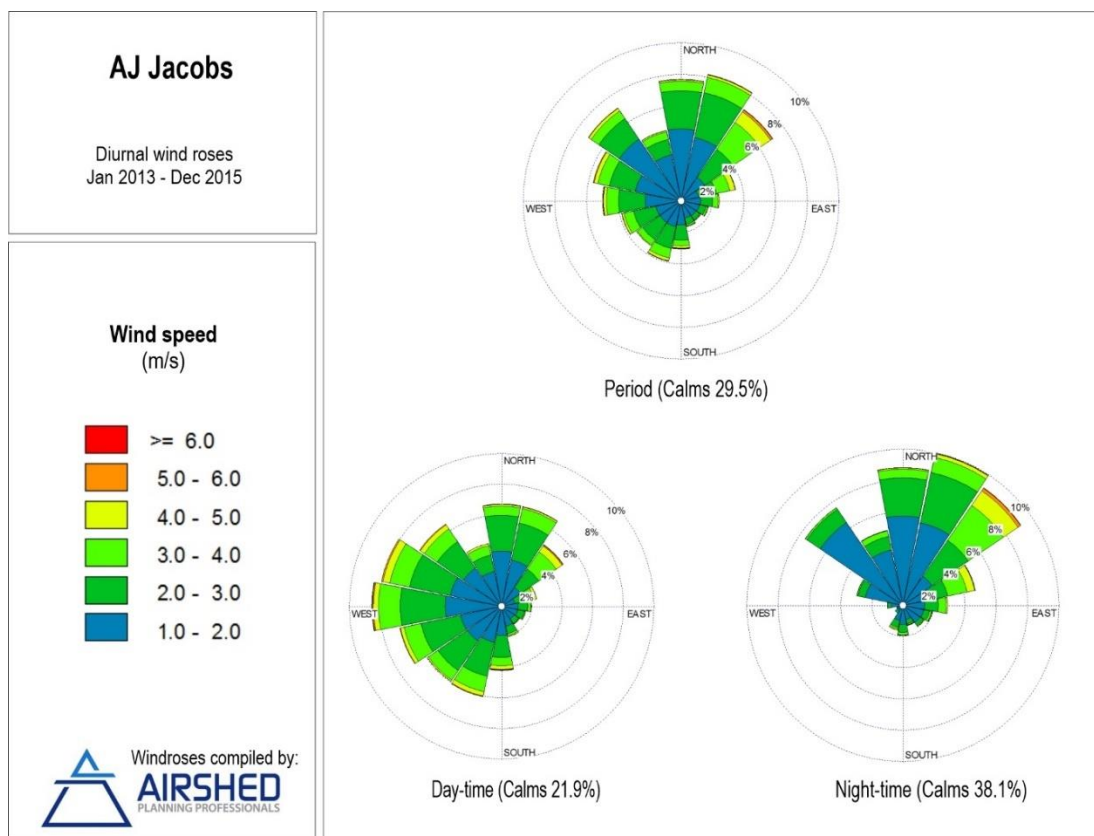 AJ Jacobs
Diurnal wind roses
Jan 2013 - Dec 2015
Wind speed
(m/s)
>= 6.0
5.0 - 6.0
4.0 - 5.0
3.0 - 4.0
2.0 - 3.0
1.0 - 2.0
Windroses compiled by:
AIRSHED
PLANNING PROFESSIONALS
NORTH
10%
8%
6%
4%
2%
WEST
EAST
SOUTH
Period (Calms 29.5%)
NORTH
10%
8%
6%
4%
2%
WEST
EAST
SOUTH
Day-time (Calms 21.9%)
NORTH
10%
8%
6%
4%
2%
WEST
EAST
SOUTH
Night-time (Calms 38.1%)